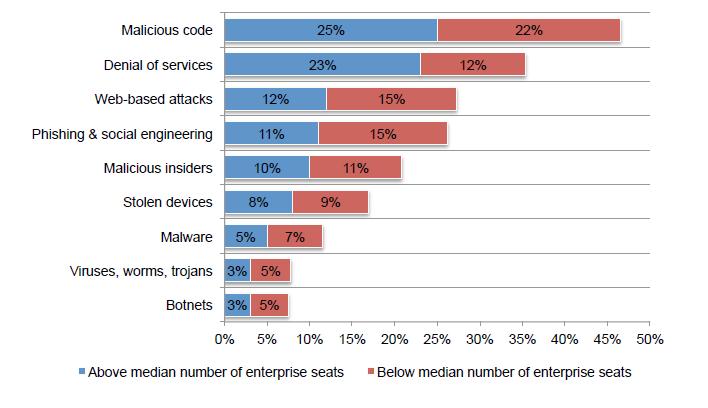 Malicious code 25% 22%
Denial of services 23% 12%
Web-based attacks 12% 15%
Phishing & social engineering 11% 15%
Malicious insiders 10% 11%
Stolen devices 8% 9%
Malware 5% 7%
Viruses, worms, trojans 3% 5%
Botnets 3% 5%
0% 5% 10% 15% 20% 25% 30% 35% 40% 45% 50%
Above median number of enterprise seats Below median number of enterprise seats